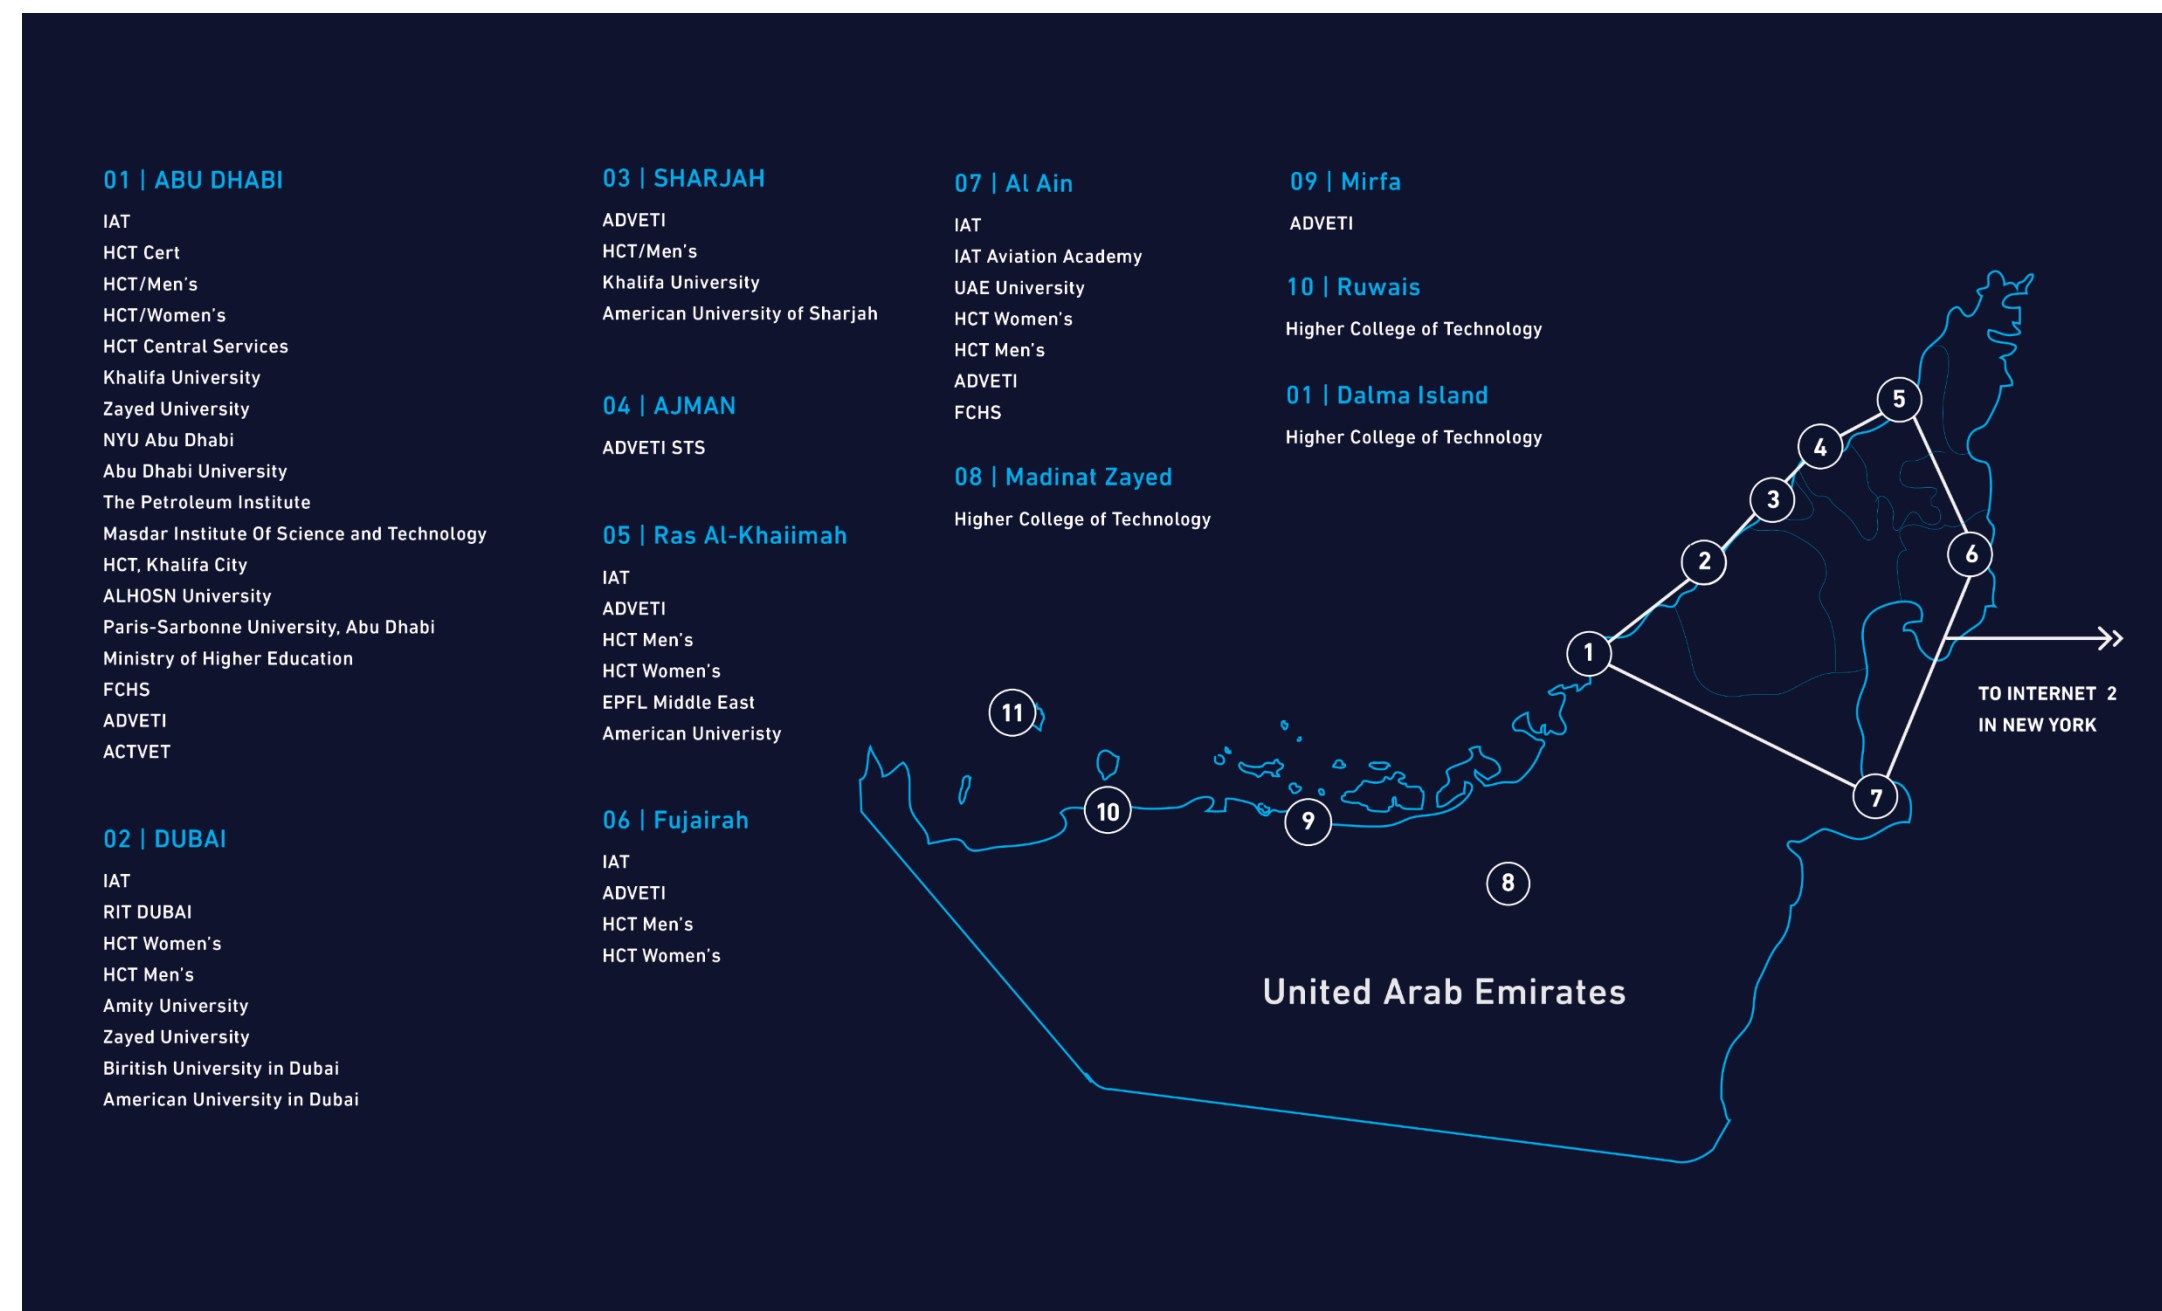 01 | ABU DHABI
IAT
HCT Cert
HCT/Men's
HCT/Women's
HCT Central Services
Khalifa University
Zayed University
NYU Abu Dhabi
Abu Dhabi University
The Petroleum Institute
Masdar Institute Of Science and Technology
HCT, Khalifa City
ALHOSN University
Paris-Sarbonne University, Abu Dhabi
Ministry of Higher Education
FCHS
ADVETI
ACTVET
02 | DUBAI
IAT
RIT DUBAI
HCT Women's
HCT Men's
Amity University
Zayed University
Biritish University in Dubai
American University in Dubai
03 | SHARJAH
ADVETI
HCT/Men's
Khalifa University
American University of Sharjah
04 | AJMAN
ADVETI STS
05 | Ras Al-Khaiimah
IAT
ADVETI
HCT Men's
HCT Women's
EPFL Middle East
American Univeristy
06 | Fujairah
IAT
ADVETI
HCT Men's
HCT Women's
07 | Al Ain
IAT
IAT Aviation Academy
UAE University
HCT Women's
HCT Men's
ADVETI
FCHS
08 | Madinat Zayed
Higher College of Technology
09 | Mirfa
ADVETI
10 | Ruwais
Higher College of Technology
01 | Dalma Island
Higher College of Technology
5
4
3
2
6
1
TO INTERNET 2
IN NEW YORK
11
7
10
9
8
United Arab Emirates